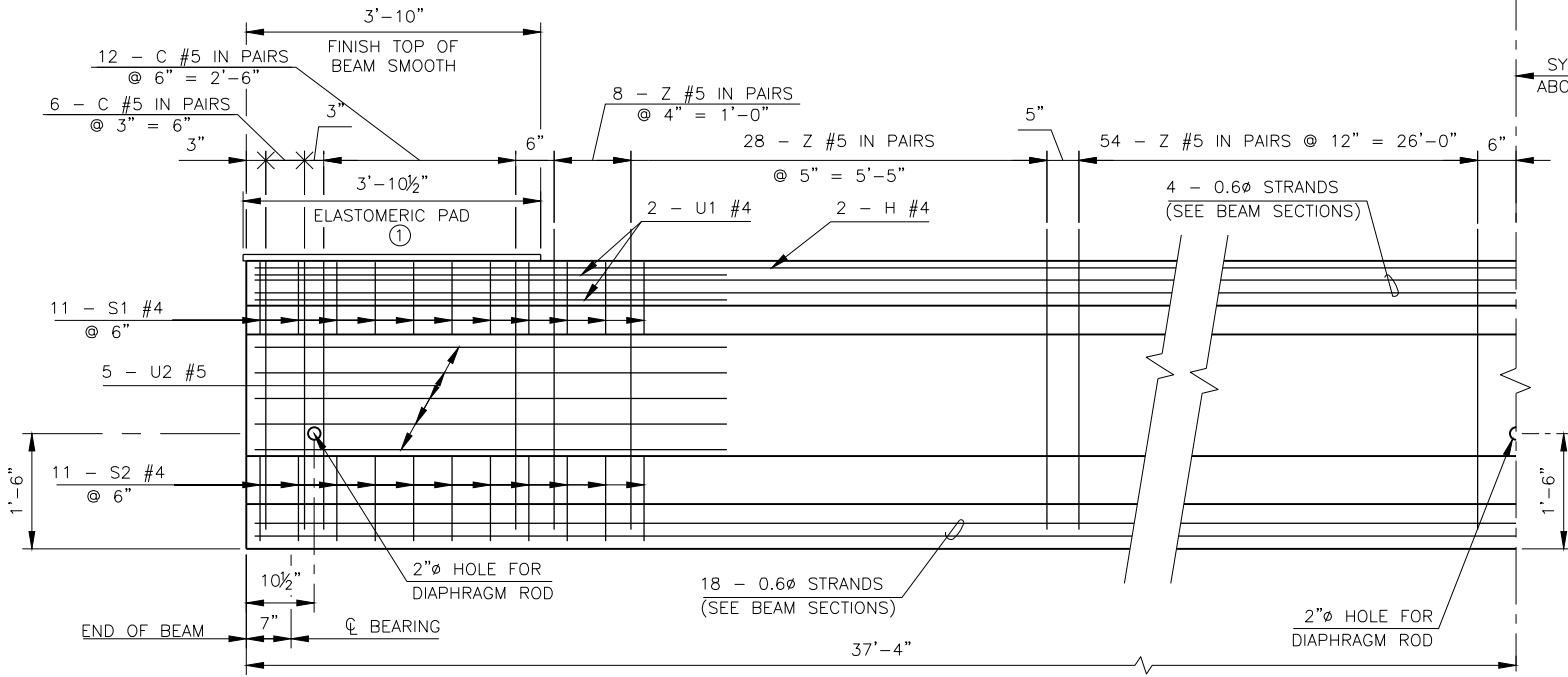 3'-10"
FINISH TOP OF
BEAM SMOOTH
12 - C #5 IN PAIRS
@ 6" = 2'-6"
6 - C #5 IN PAIRS
@ 3" = 6"
3"
3"
6"
8 - Z #5 IN PAIRS
@ 4" = 1'-0"
28 - Z #5 IN PAIRS
@ 5" = 5'-5"
5"
54 - Z #5 IN PAIRS @ 12" = 26'-0"
6"
SY
ABO
3'-10½"
ELASTOMERIC PAD
1
2 - U1 #4
2 - H #4
4 - 0.6ø STRANDS
(SEE BEAM SECTIONS)
11 - S1 #4
@ 6"
5 - U2 #5
11 - S2 #4
@ 6"
1'-6"
1'-6"
10½"
2"ø HOLE FOR
DIAPHRAGM ROD
18 - 0.6ø STRANDS
(SEE BEAM SECTIONS)
2"ø HOLE FOR
DIAPHRAGM ROD
END OF BEAM
7"
℄ BEARING
37'-4"